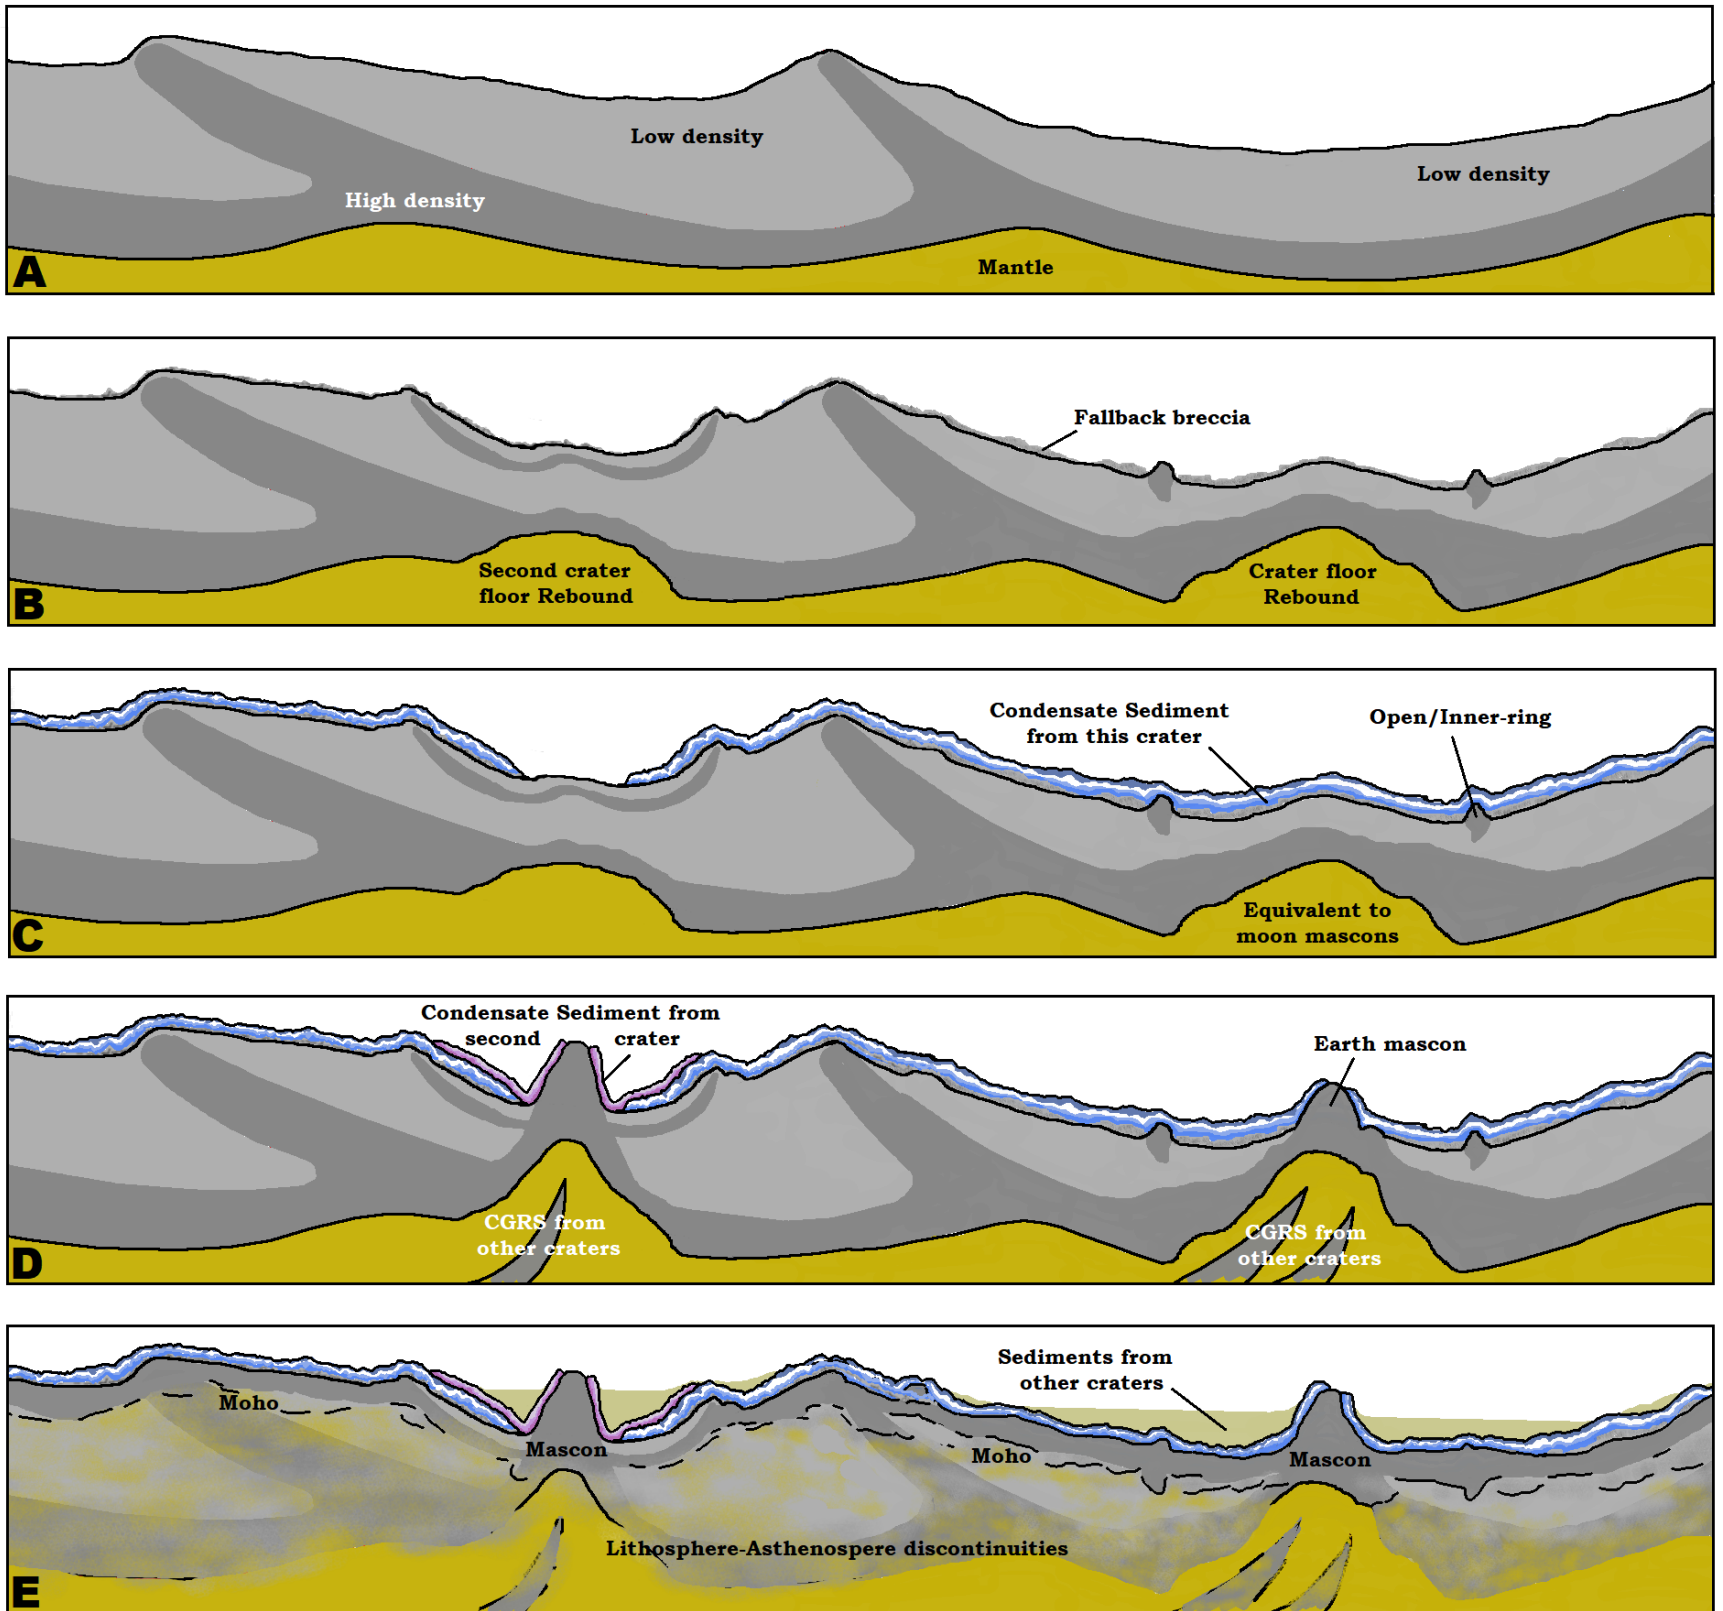 Low density
Low density
High density
Mantle
A
Fallback breccia
Second crater
floor Rebound
Crater floor
Rebound
B
Condensate Sediment
from this crater
Open/Inner-ring
Equivalent to
moon mascons
C
Condensate Sediment from
second crater
Earth mascon
CGRS from
other craters
CGRS from
other craters
D
Sediments from
other craters
Moho
Mascon
Moho
Mascon
Lithosphere-Asthenospere discontinuities
E